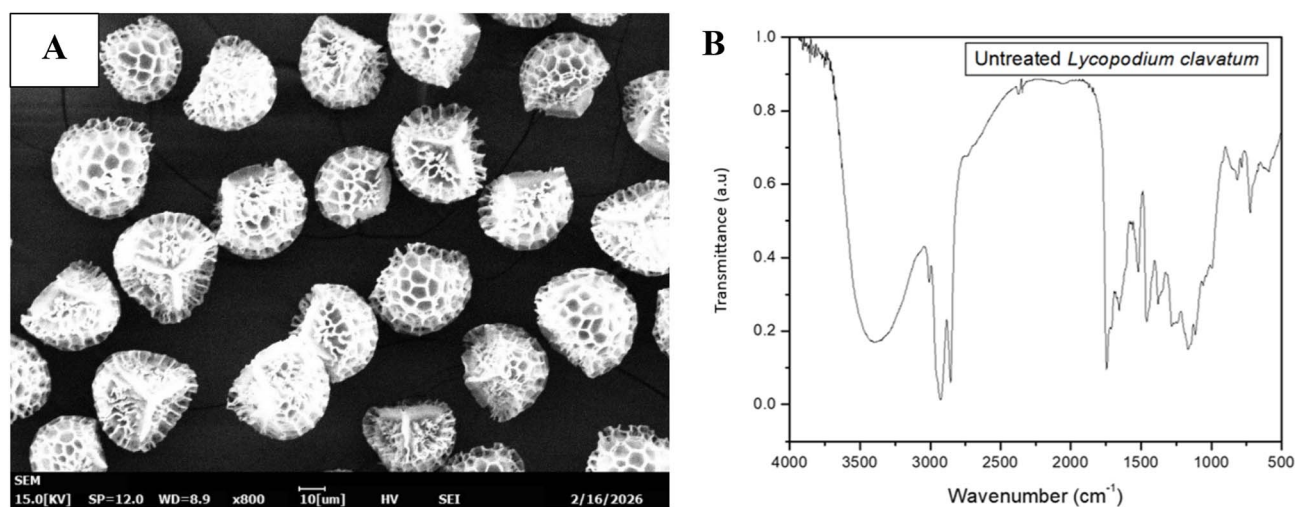 A
SEM
15.0[KV] SP=12.0 WD=8.9 x800 10[um] HV SEI 2/16/2026
B
Untreated Lycopodium clavatum
1.0
0.8
0.6
0.4
0.2
0.0
Transmittance (a.u)
4000 3500 3000 2500 2000 1500 1000 500
Wavenumber (cm⁻¹)